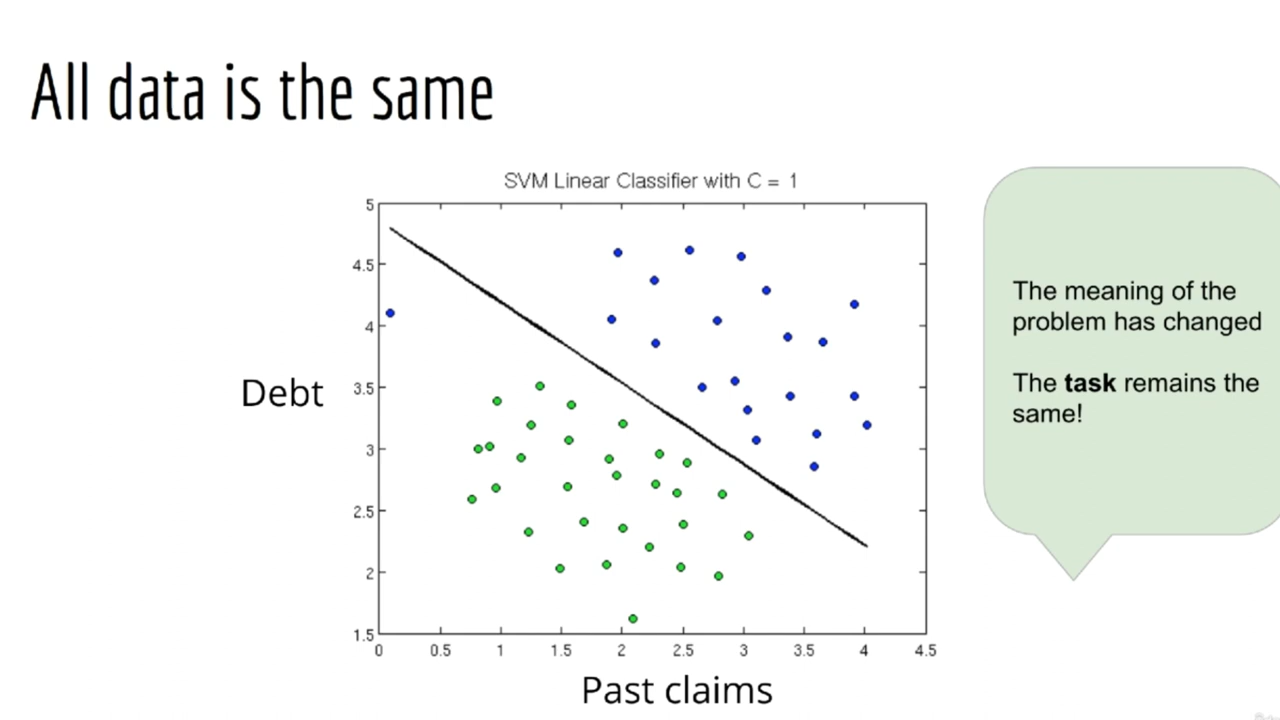 All data is the same
SVM Linear Classifier with C = 1
5
4.5
4
3.5
3
2.5
2
1.5
Debt
0 0.5 1 1.5 2 2.5 3 3.5 4 4.5
Past claims
The meaning of the
problem has changed
The task remains the
same!